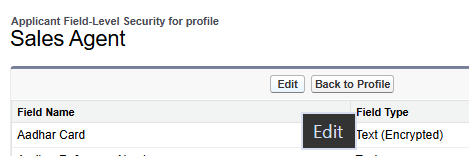 Applicant Field-Level Security for profile
Sales Agent
Edit Back to Profile
Field Name Field Type
Aadhar Card Text (Encrypted)
Edit